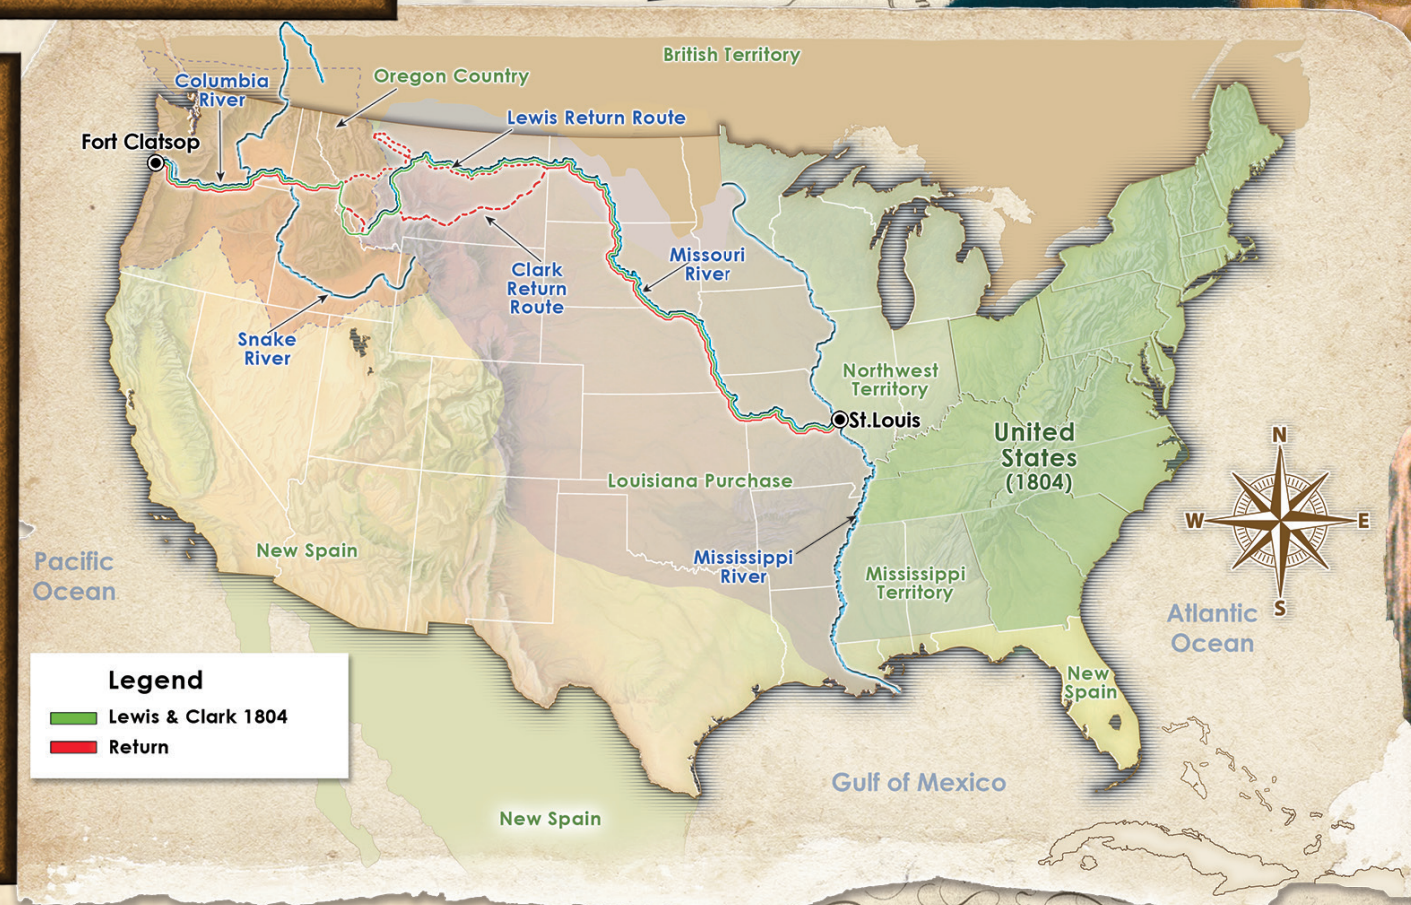 British Territory
Columbia
River
Oregon Country
Lewis Return Route
Fort Clatsop
Clark
Return
Route
Missouri
River
Snake
River
Northwest
Territory
St.Louis
United
States
(1804)
Louisiana Purchase
N
W
E
S
New Spain
Pacific
Ocean
Mississippi
River
Mississippi
Territory
Atlantic
Ocean
New
Spain
Legend
Lewis & Clark 1804
Return
Gulf of Mexico
New Spain